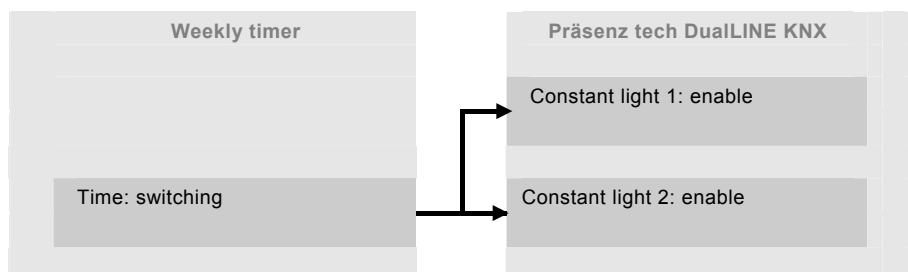 Weekly timer
Präsenz tech DualLINE KNX
Constant light 1: enable
Time: switching
Constant light 2: enable